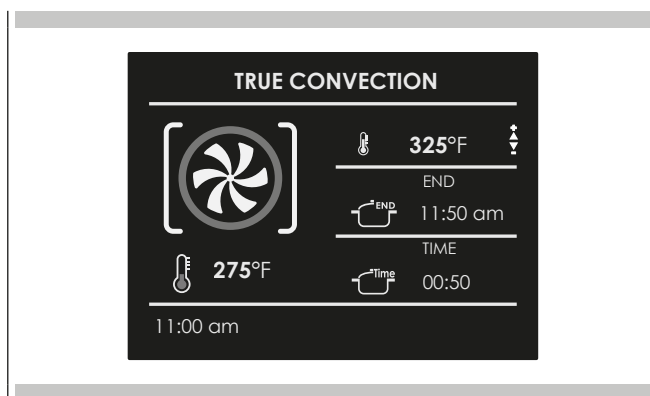 TRUE CONVECTION
325°F
END
END
11:50 am
TIME
Time
00:50
275°F
11:00 am